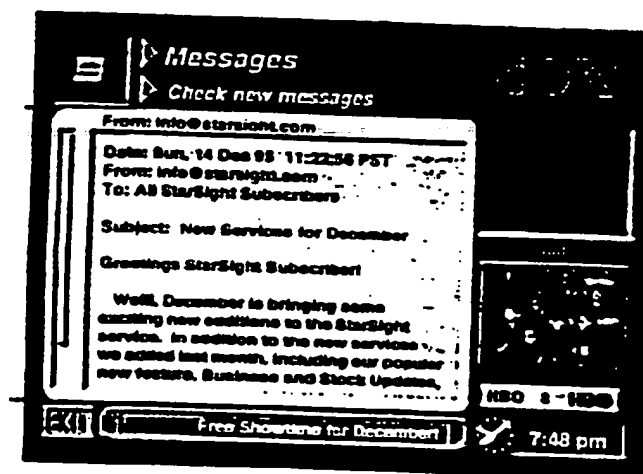 Messages
Check new messages
From: info@starsight.com
Date: Sun, 14 Dec 95 11:22:56 PST
From: info@starsight.com
To: All StarSight Subscribers
Subject: New Services for December
Greetings StarSight Subscriber!
Well, December is bringing some
exciting new additions to the StarSight
service. In addition to the new services
we added last month, including our popular
new feature, Business and Stock Updates,
HBO 8
EXIT
Free Showtime for December!
7:48 pm